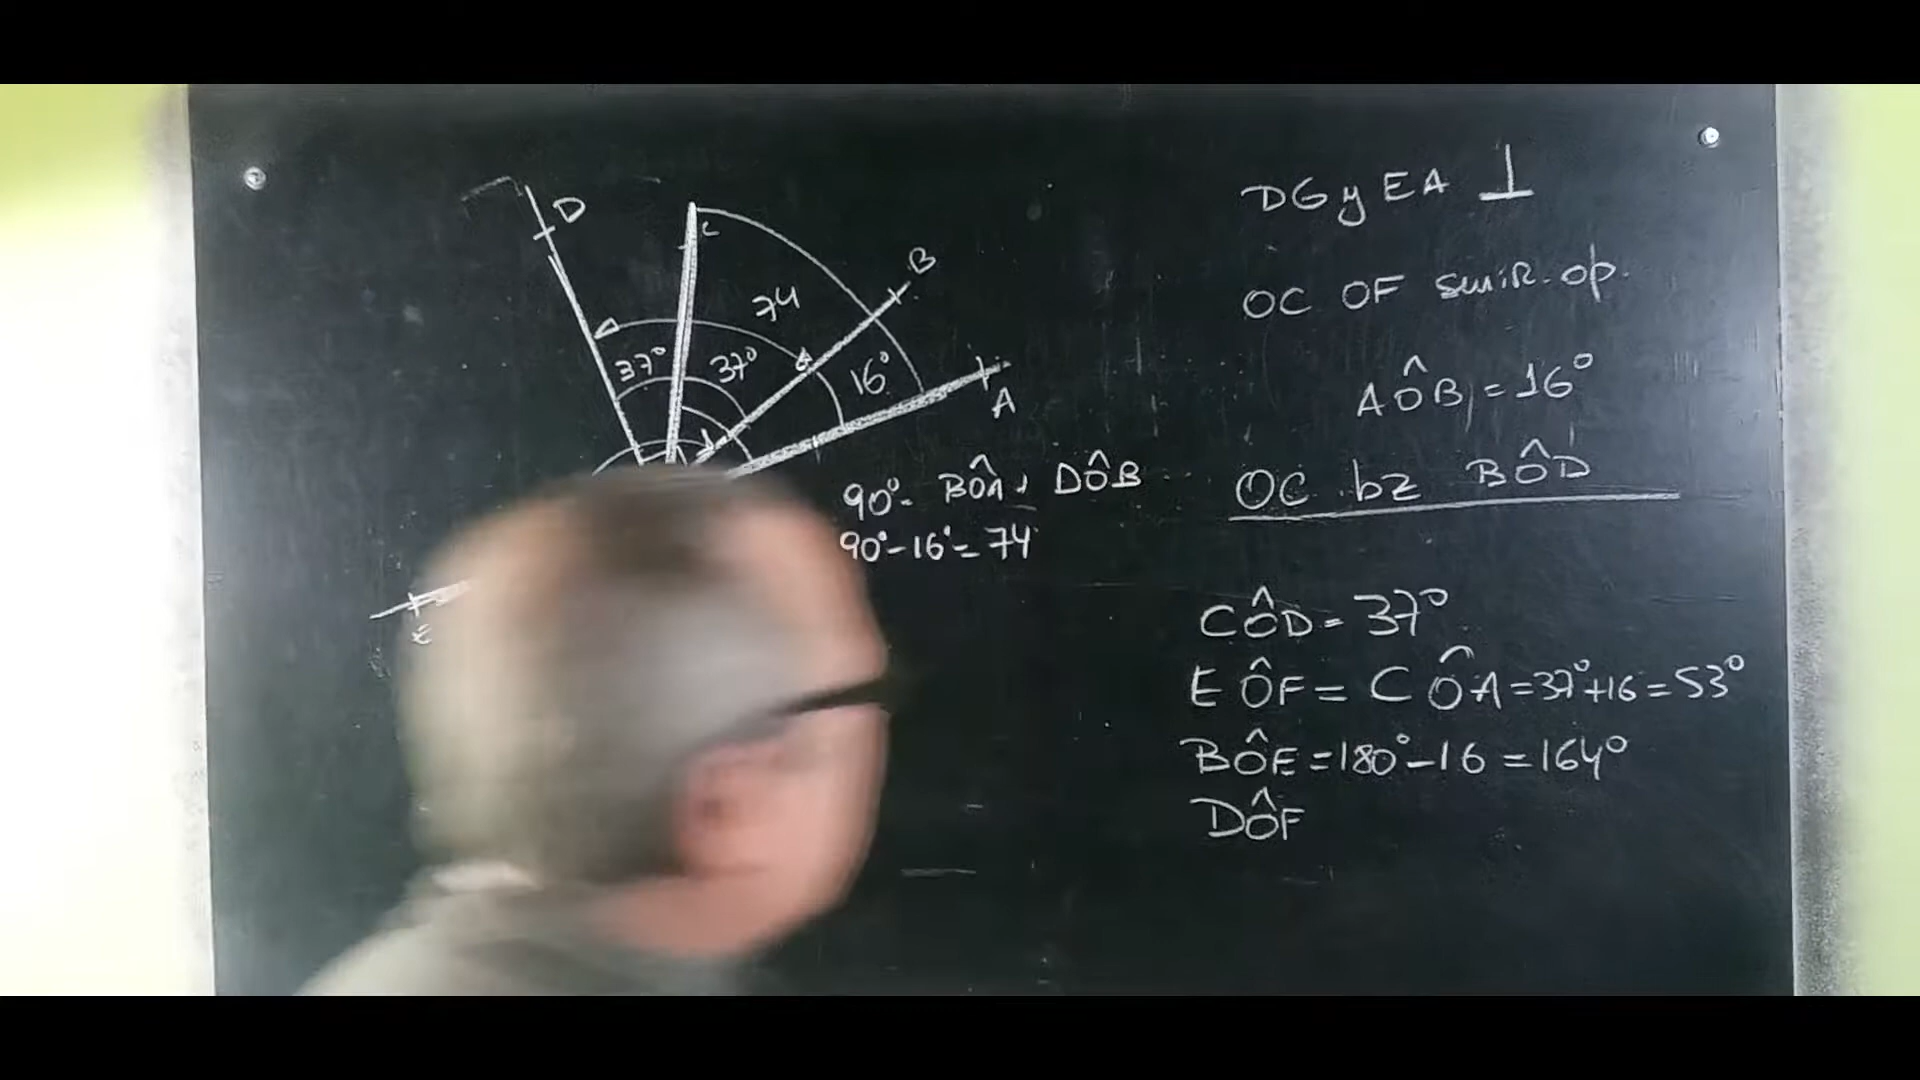 D
C
B
74
37°
37°
16°
A
E
90° = BÔA + DÔB
90° - 16° = 74
DG y EA ⊥
OC OF semir. op.
AÔB = 16°
OC bz BÔD
CÔD = 37°
EÔF = CÔA = 37° + 16 = 53°
BÔE = 180° - 16 = 164°
DÔF